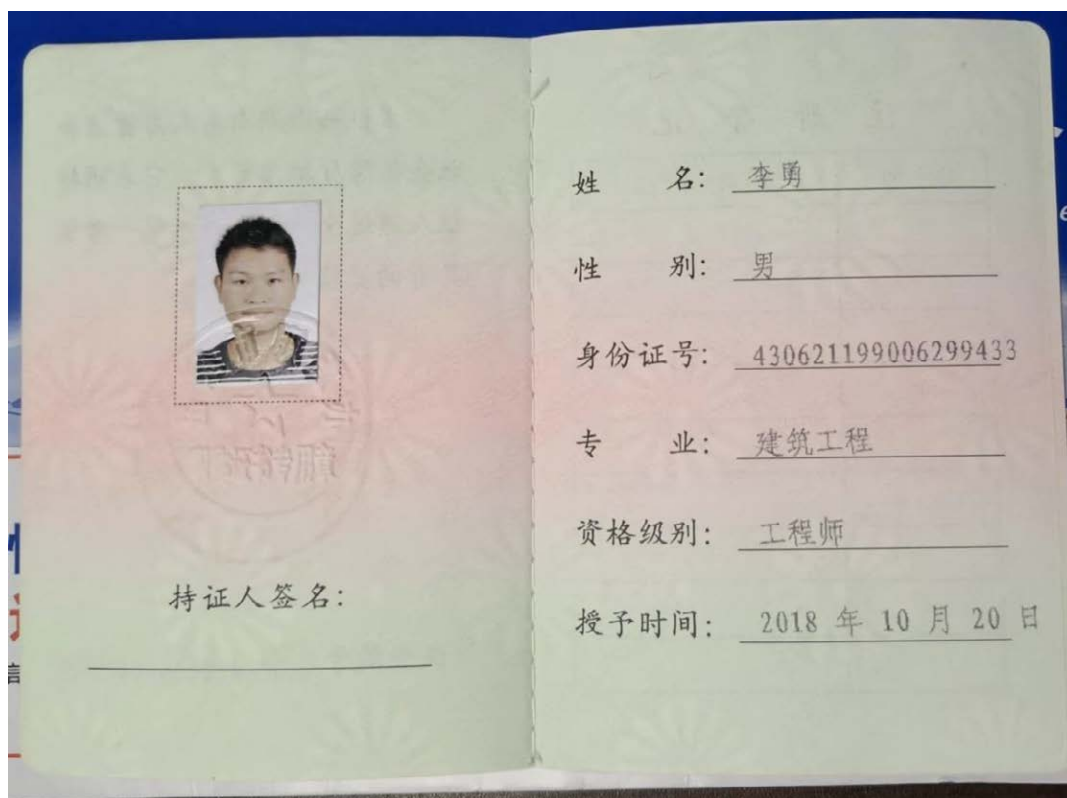 姓 名: 李勇
性 别: 男
身份证号: 430621199006299433
专 业: 建筑工程
资格级别: 工程师
授予时间: 2018 年 10 月 20 日
持证人签名: